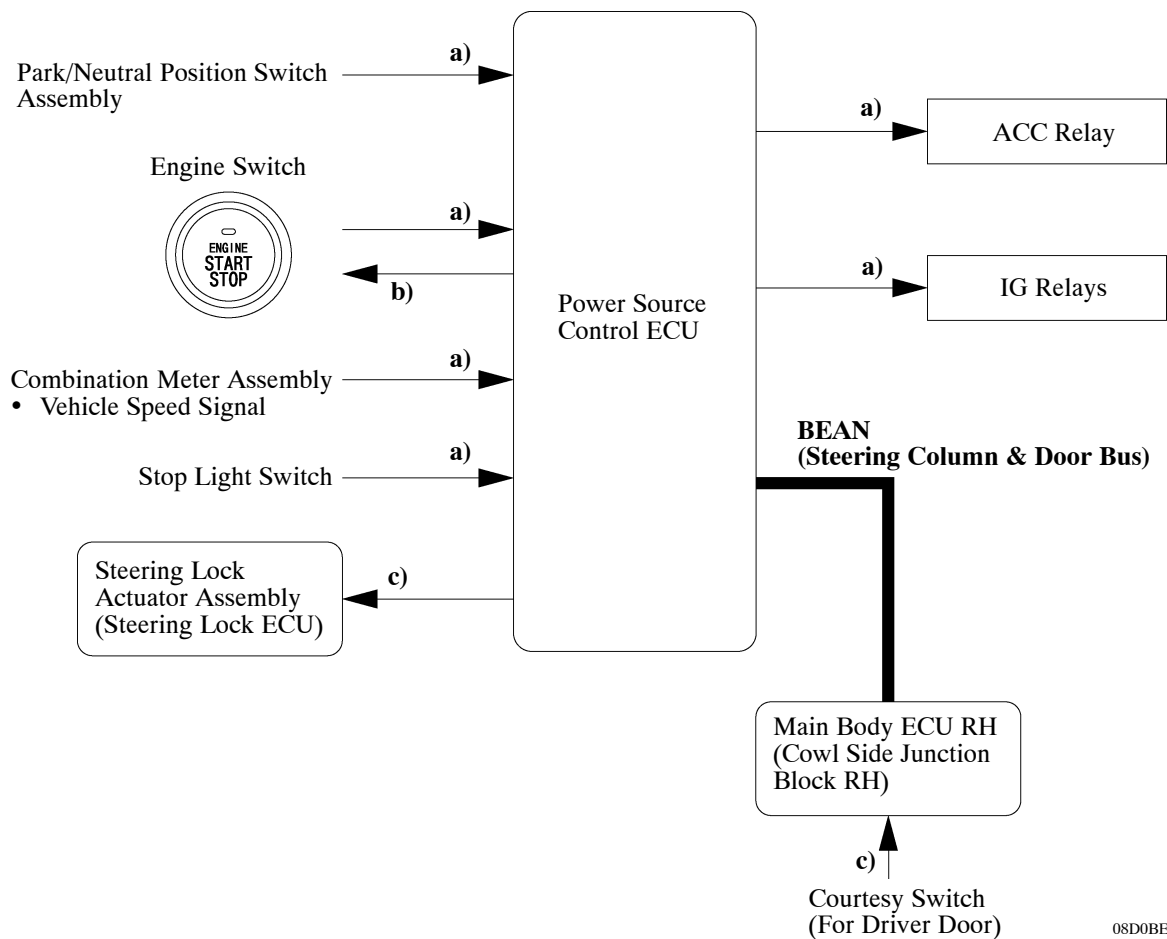 a)
Park/Neutral Position Switch
Assembly
a)
ACC Relay
Engine Switch
ENGINE
START
STOP
a)
b)
a)
IG Relays
Power Source
Control ECU
Combination Meter Assembly
• Vehicle Speed Signal
a)
Stop Light Switch
a)
BEAN
(Steering Column & Door Bus)
Steering Lock
Actuator Assembly
(Steering Lock ECU)
c)
Main Body ECU RH
(Cowl Side Junction
Block RH)
c)
Courtesy Switch
(For Driver Door)
08D0BE